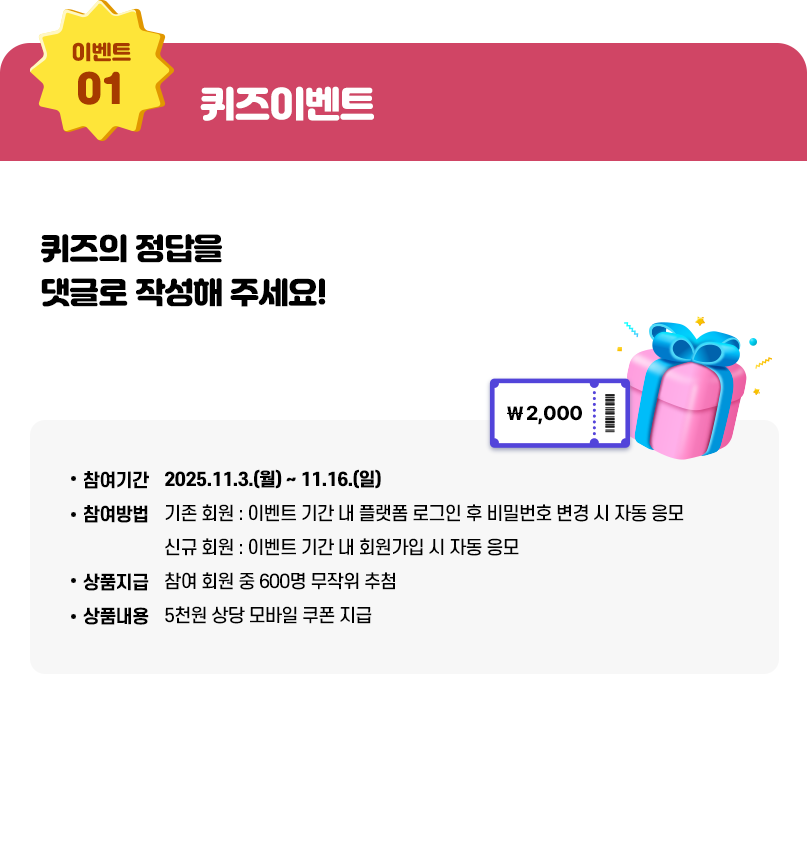 이벤트
01
퀴즈이벤트
퀴즈의 정답을
댓글로 작성해 주세요!
₩2,000
• 참여기간 2025.11.3.(월) ~ 11.16.(일)
• 참여방법 기존 회원 : 이벤트 기간 내 플랫폼 로그인 후 비밀번호 변경 시 자동 응모
신규 회원 : 이벤트 기간 내 회원가입 시 자동 응모
• 상품지급 참여 회원 중 600명 무작위 추첨
• 상품내용 5천원 상당 모바일 쿠폰 지급